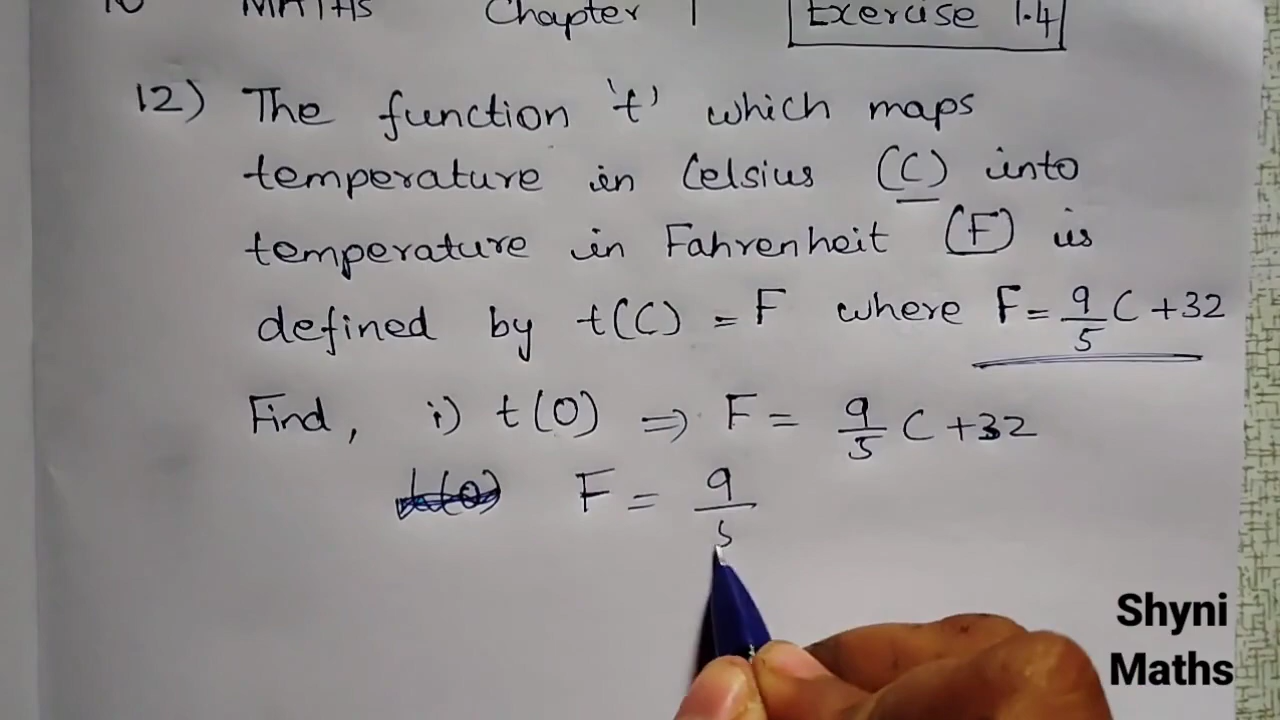 10 MATHS Chapter 1 Exercise 1.4
12) The function 't' which maps
temperature in Celsius (C) into
temperature in Fahrenheit (F) is
defined by t(C) = F where F = 9/5 C + 32
Find, i) t(0) ⇒ F = 9/5 C + 32
F = 9/5
Shyni
Maths